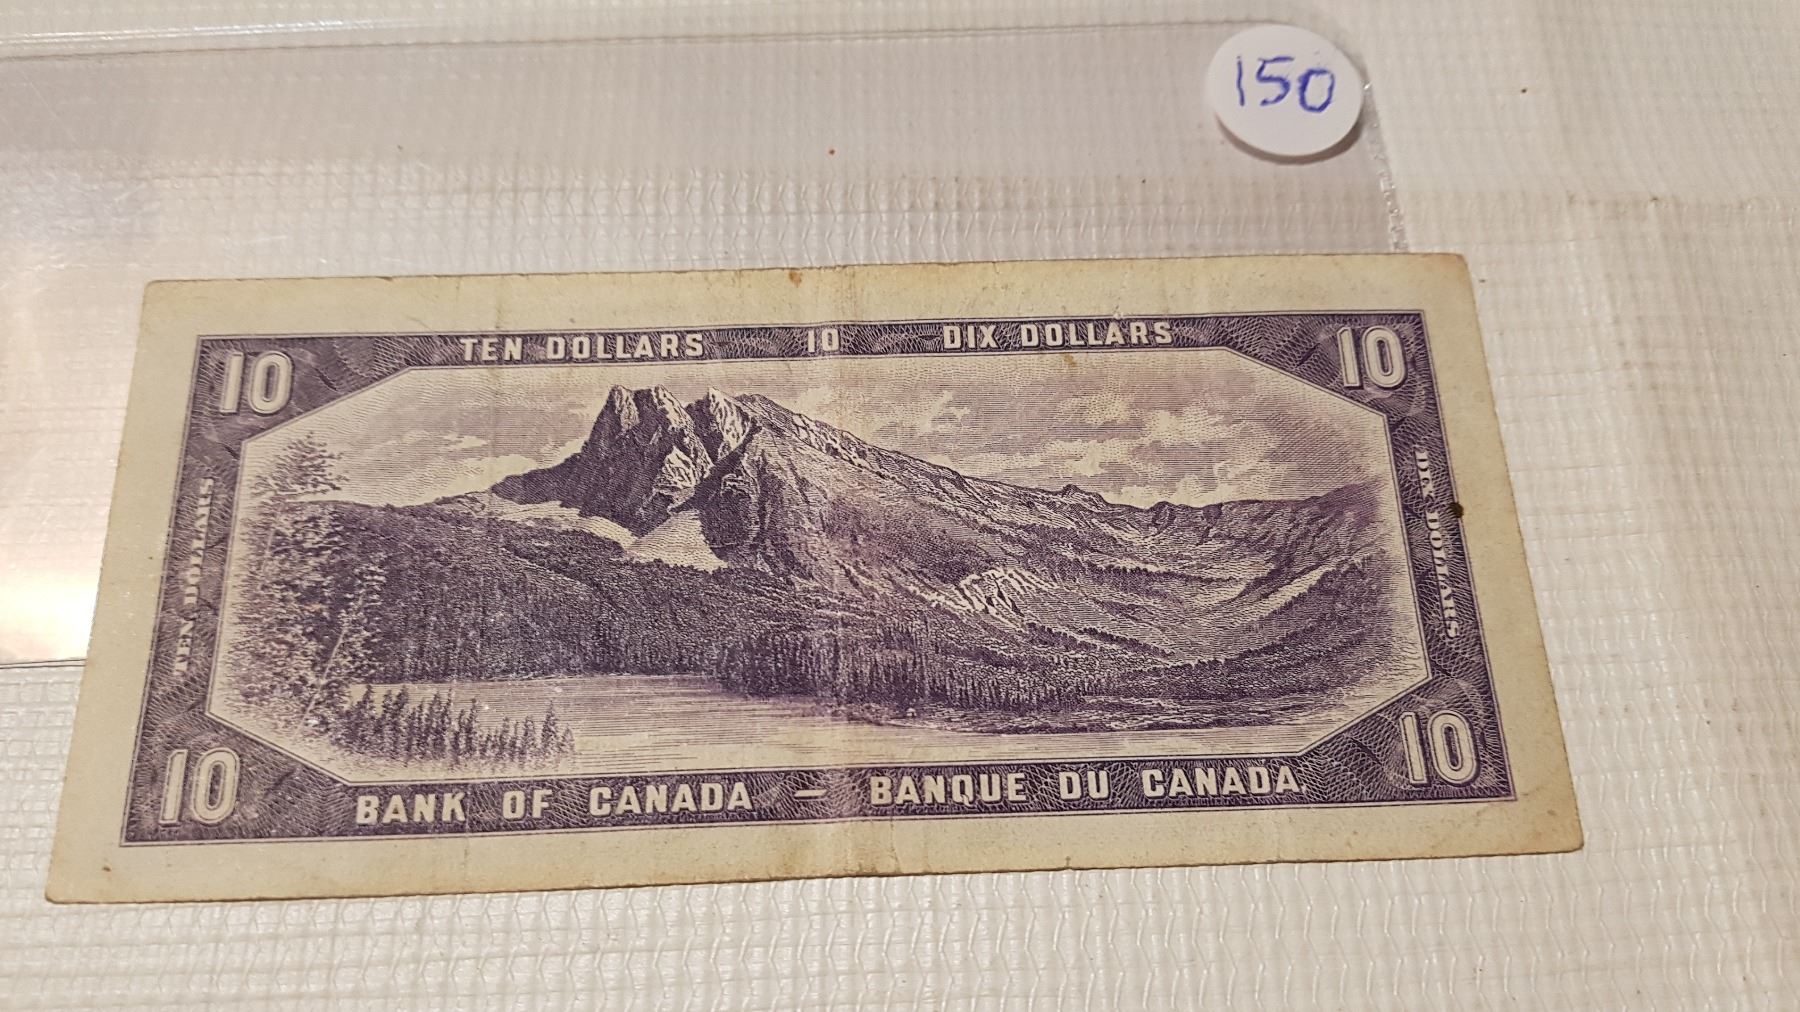 150
TEN DOLLARS 10 DIX DOLLARS
10 10
TEN DOLLARS
DIX DOLLARS
10 10
BANK OF CANADA — BANQUE DU CANADA